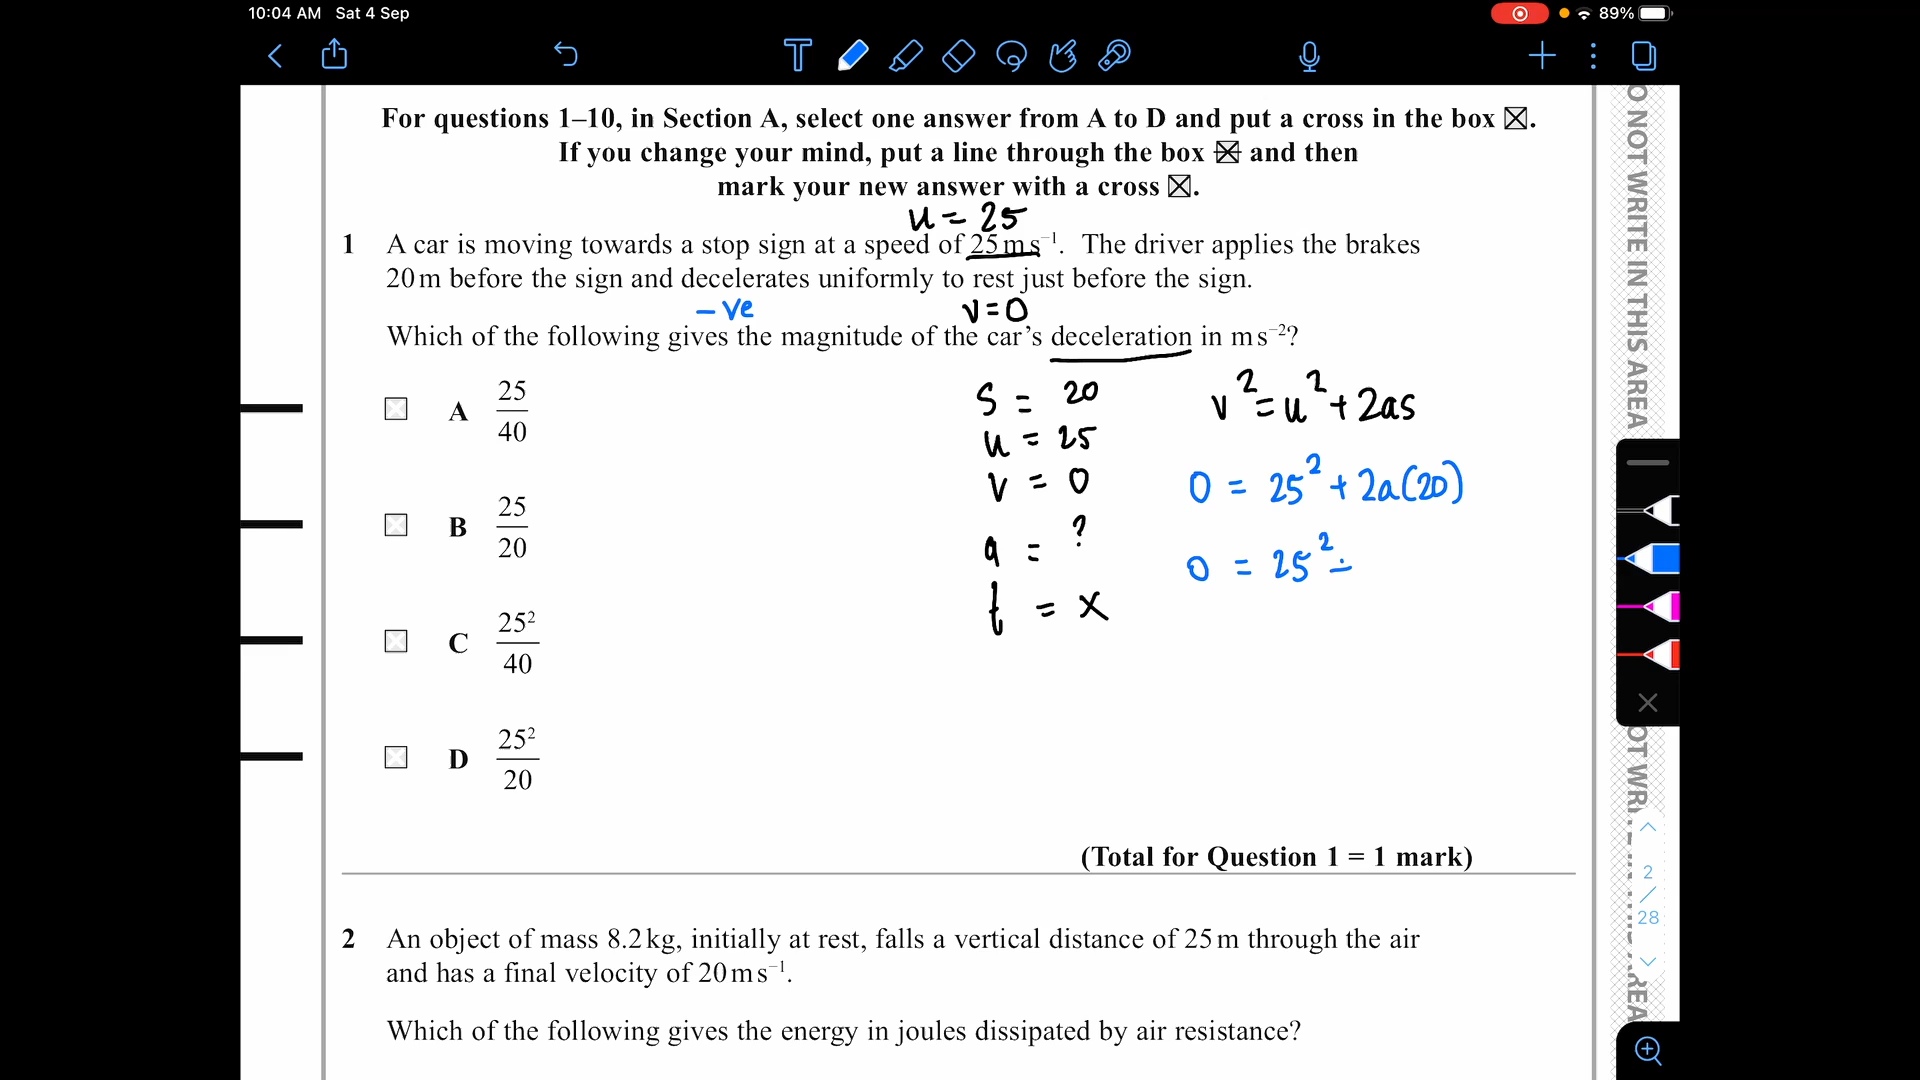 10:04 AM Sat 4 Sep
89%
For questions 1–10, in Section A, select one answer from A to D and put a cross in the box ☒.
If you change your mind, put a line through the box ☒ and then
mark your new answer with a cross ☒.
u = 25
1 A car is moving towards a stop sign at a speed of 25 m s⁻¹. The driver applies the brakes
20 m before the sign and decelerates uniformly to rest just before the sign.
– ve
v = 0
Which of the following gives the magnitude of the car’s deceleration in m s⁻²?
A 25/40
B 25/20
C 25²/40
D 25²/20
s = 20
u = 25
v = 0
a = ?
t = x
v² = u² + 2as
0 = 25² + 2a(20)
0 = 25² ÷
(Total for Question 1 = 1 mark)
2 An object of mass 8.2 kg, initially at rest, falls a vertical distance of 25 m through the air
and has a final velocity of 20 m s⁻¹.
Which of the following gives the energy in joules dissipated by air resistance?
O NOT WRITE IN THIS AREA
OT WRI
REA
2
/
28